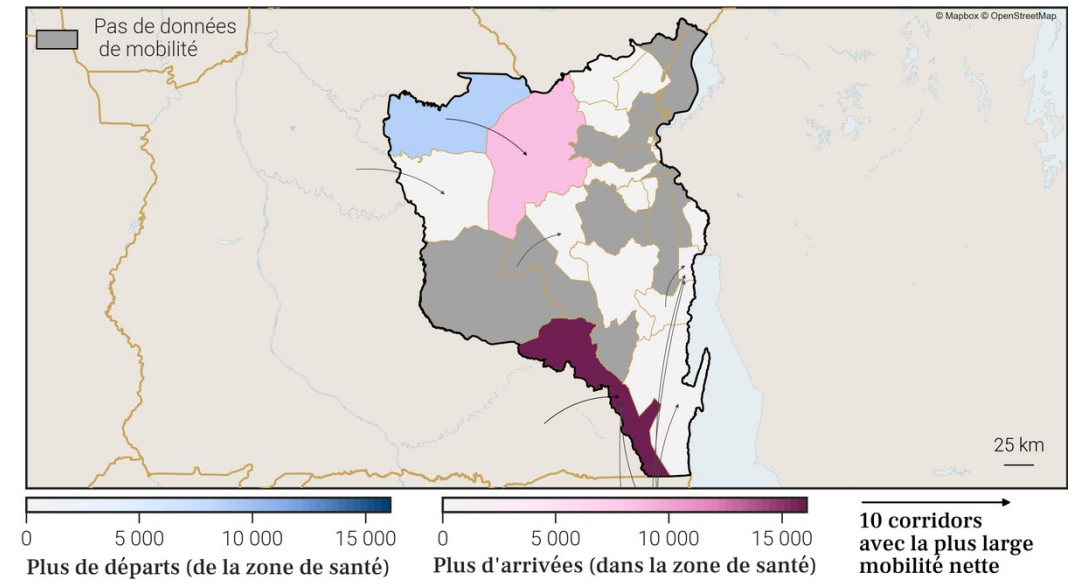 © Mapbox © OpenStreetMap
Pas de données
de mobilité
25 km
0 5 000 10 000 15 000
Plus de départs (de la zone de santé)
0 5 000 10 000 15 000
Plus d'arrivées (dans la zone de santé)
10 corridors
avec la plus large
mobilité nette